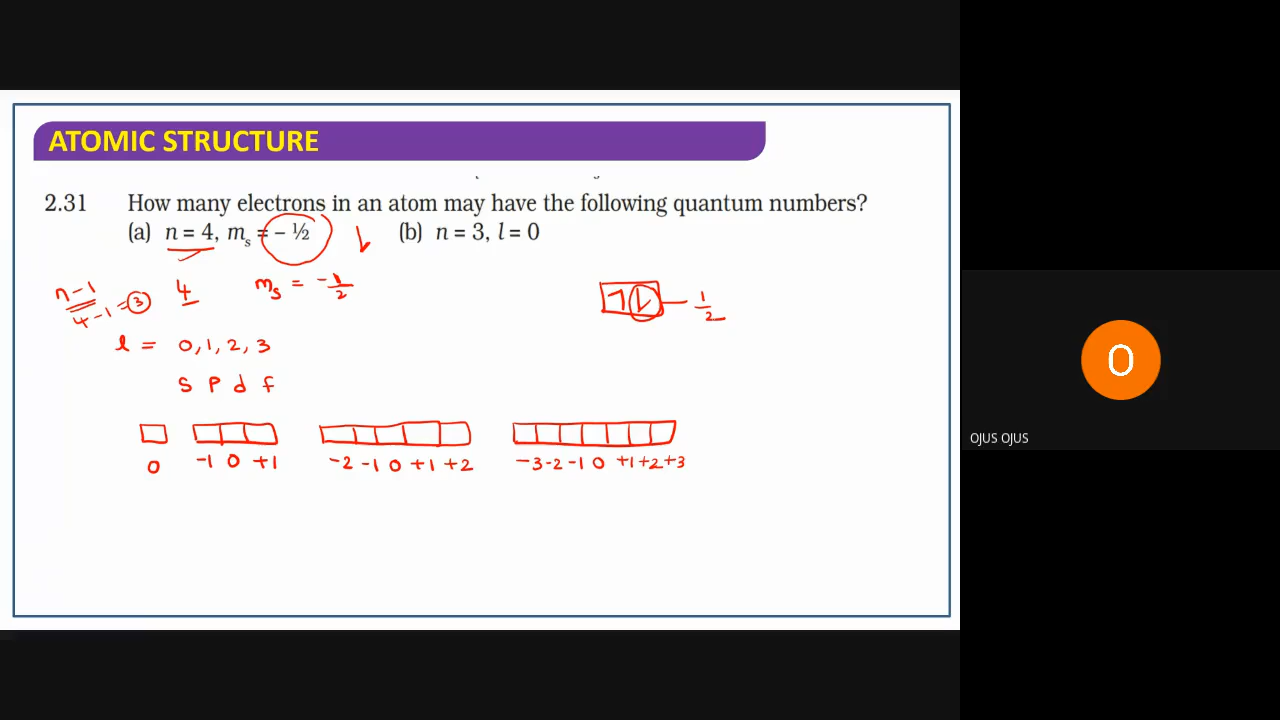 ATOMIC STRUCTURE
2.31 How many electrons in an atom may have the following quantum numbers?
(a) n = 4, ms = – ½ (b) n = 3, l = 0
n-1
4-1 = 3
4
ms = -1/2
-1/2
l = 0, 1, 2, 3
s p d f
0 -1 0 +1 -2 -1 0 +1 +2 -3 -2 -1 0 +1 +2 +3
O
OJUS OJUS